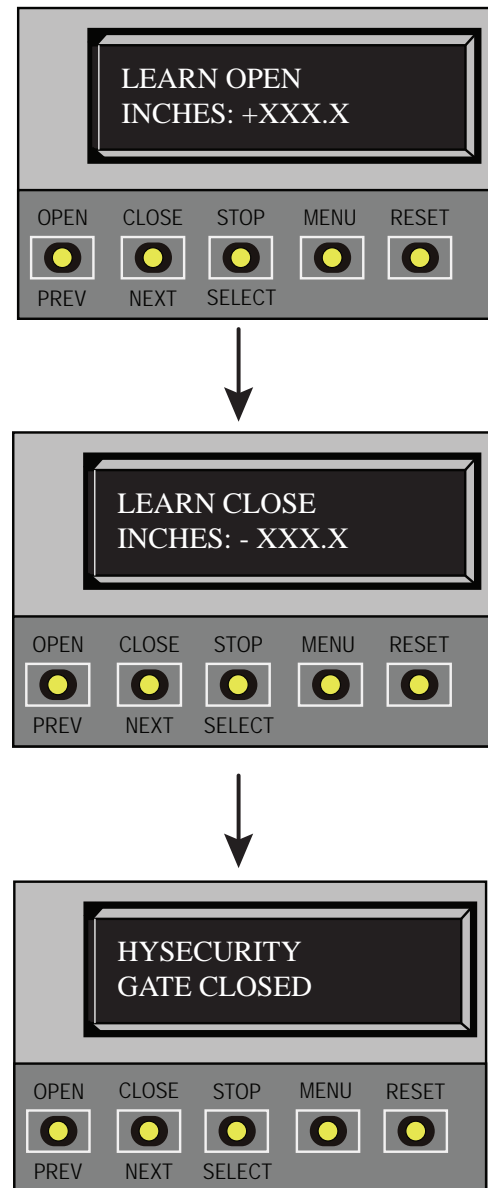 LEARN OPEN
INCHES: +XXX.X
OPEN CLOSE STOP MENU RESET
PREV NEXT SELECT
LEARN CLOSE
INCHES: - XXX.X
OPEN CLOSE STOP MENU RESET
PREV NEXT SELECT
HYSECURITY
GATE CLOSED
OPEN CLOSE STOP MENU RESET
PREV NEXT SELECT